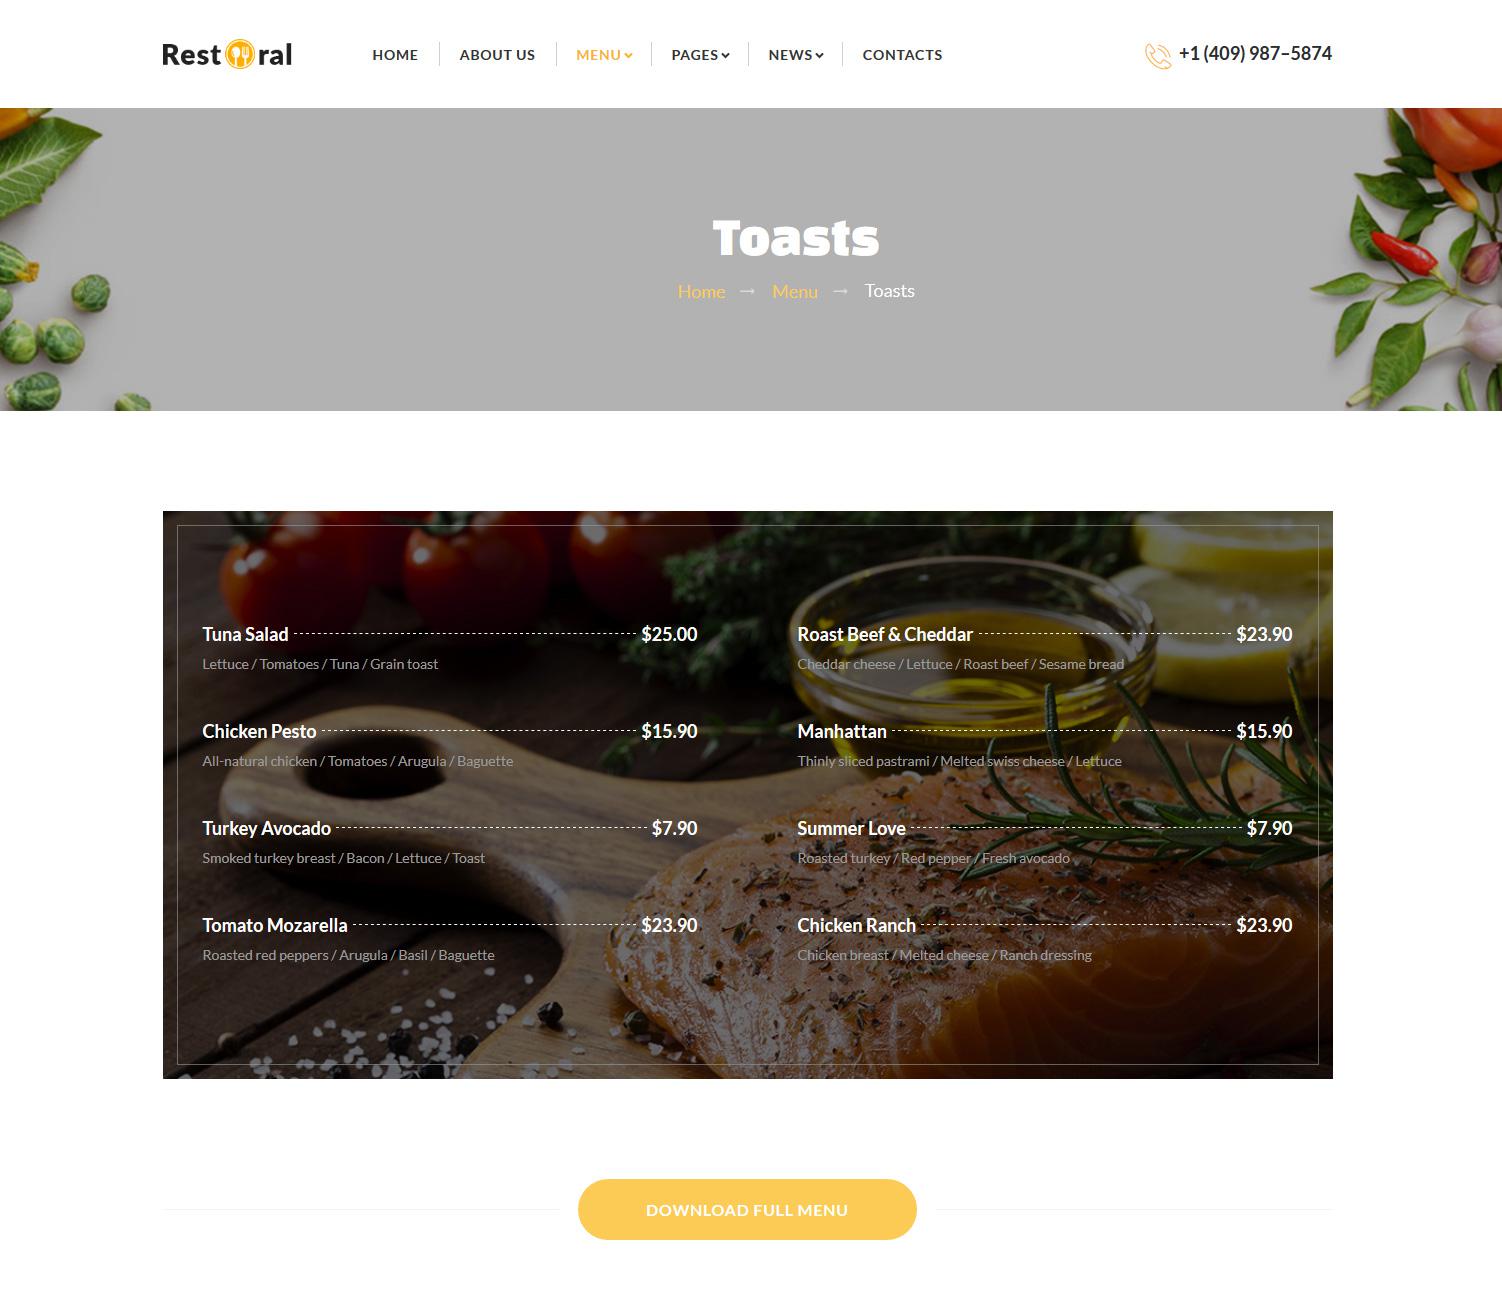 Rest ral
HOME
ABOUT US
MENU
PAGES
NEWS
CONTACTS
+1 (409) 987–5874
Toasts
Home → Menu → Toasts
Tuna Salad $25.00
Lettuce / Tomatoes / Tuna / Grain toast
Chicken Pesto $15.90
All-natural chicken / Tomatoes / Arugula / Baguette
Turkey Avocado $7.90
Smoked turkey breast / Bacon / Lettuce / Toast
Tomato Mozarella $23.90
Roasted red peppers / Arugula / Basil / Baguette
Roast Beef & Cheddar $23.90
Cheddar cheese / Lettuce / Roast beef / Sesame bread
Manhattan $15.90
Thinly sliced pastrami / Melted swiss cheese / Lettuce
Summer Love $7.90
Roasted turkey / Red pepper / Fresh avocado
Chicken Ranch $23.90
Chicken breast / Melted cheese / Ranch dressing
DOWNLOAD FULL MENU